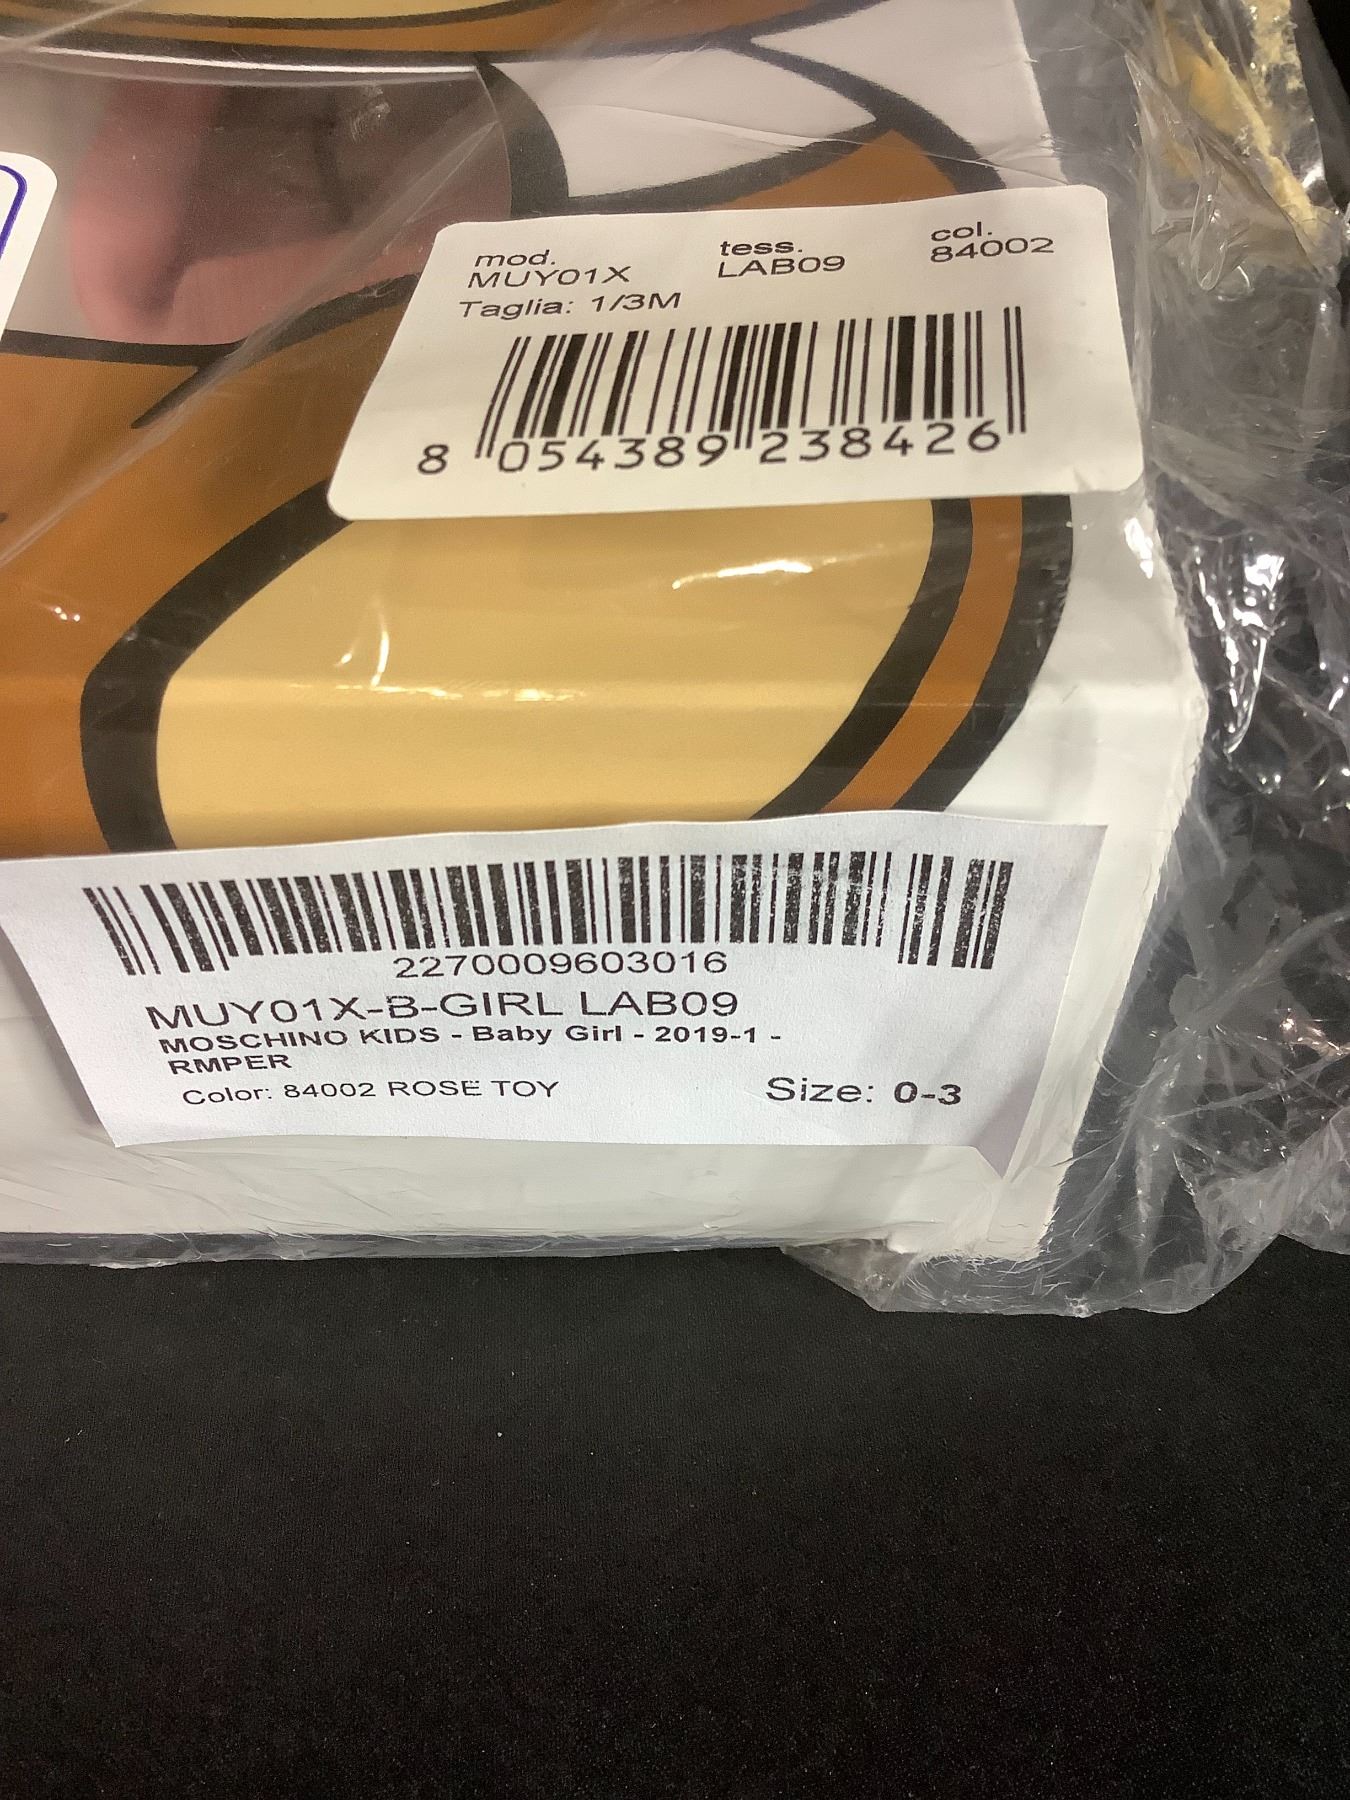 mod. tess. col.
MUY01X LAB09 84002
Taglia: 1/3M
8 054389 238426
2270009603016
MUY01X-B-GIRL LAB09
MOSCHINO KIDS - Baby Girl - 2019-1 -
RMPER
Color: 84002 ROSE TOY Size: 0-3